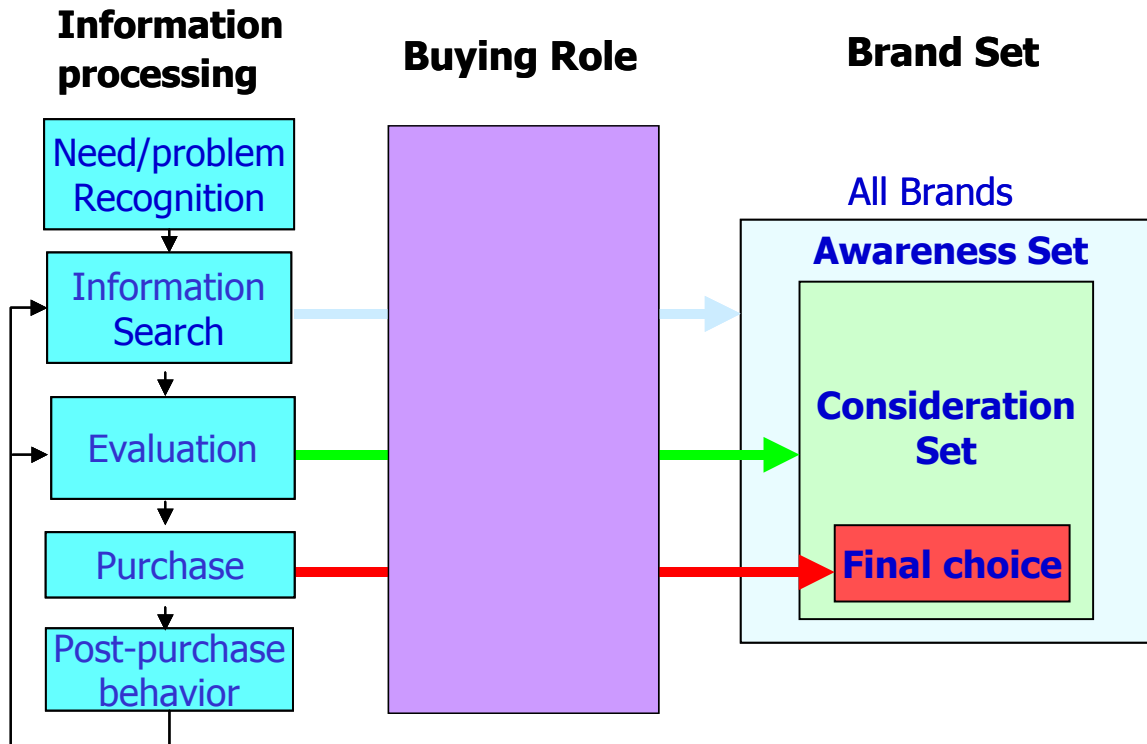 Information
processing
Buying Role
Brand Set
Need/problem
Recognition
Information
Search
Evaluation
Purchase
Post-purchase
behavior
All Brands
Awareness Set
Consideration
Set
Final choice